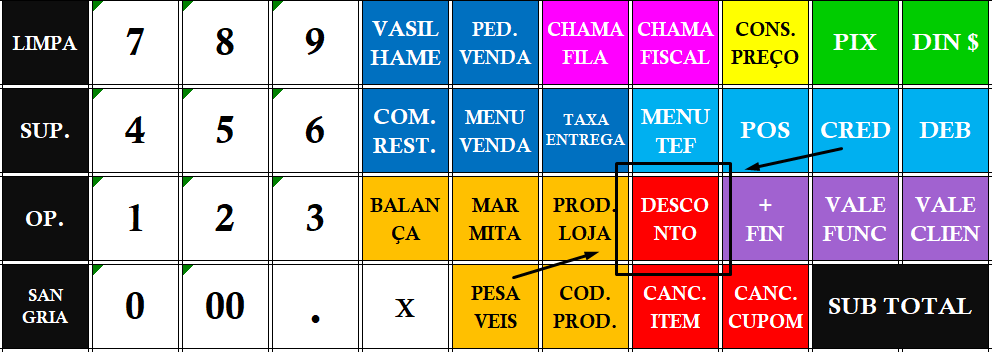 LIMPA
7
8
9
VASIL
HAME
PED.
VENDA
CHAMA
FILA
CHAMA
FISCAL
CONS.
PREÇO
PIX
DIN $
SUP.
4
5
6
COM.
REST.
MENU
VENDA
TAXA
ENTREGA
MENU
TEF
POS
CRED
DEB
OP.
1
2
3
BALAN
ÇA
MAR
MITA
PROD.
LOJA
DESCO
NTO
+
FIN
VALE
FUNC
VALE
CLIEN
SAN
GRIA
0
00
.
X
PESA
VEIS
COD.
PROD.
CANC.
ITEM
CANC.
CUPOM
SUB TOTAL